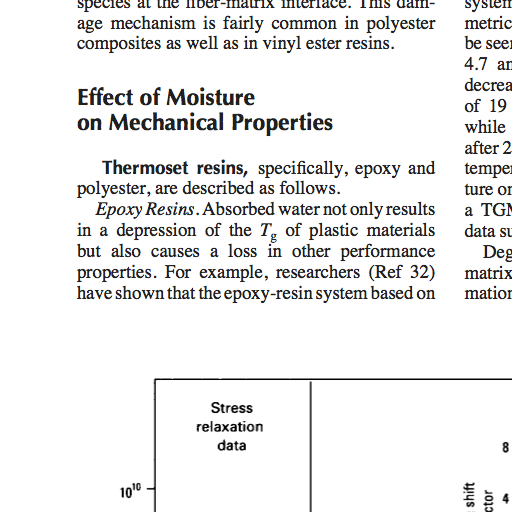 species at the fiber-matrix interface. This dam-
age mechanism is fairly common in polyester
composites as well as in vinyl ester resins.
Effect of Moisture
on Mechanical Properties
Thermoset resins, specifically, epoxy and
polyester, are described as follows.
Epoxy Resins. Absorbed water not only results
in a depression of the Tg of plastic materials
but also causes a loss in other performance
properties. For example, researchers (Ref 32)
have shown that the epoxy-resin system based on
system
metric
be seen
4.7 an
decrea
of 19
while
after 2
temper
ture or
a TGM
data su
Deg
matrix
mation
Stress
relaxation
data
10¹⁰
8
4
shift
ctor